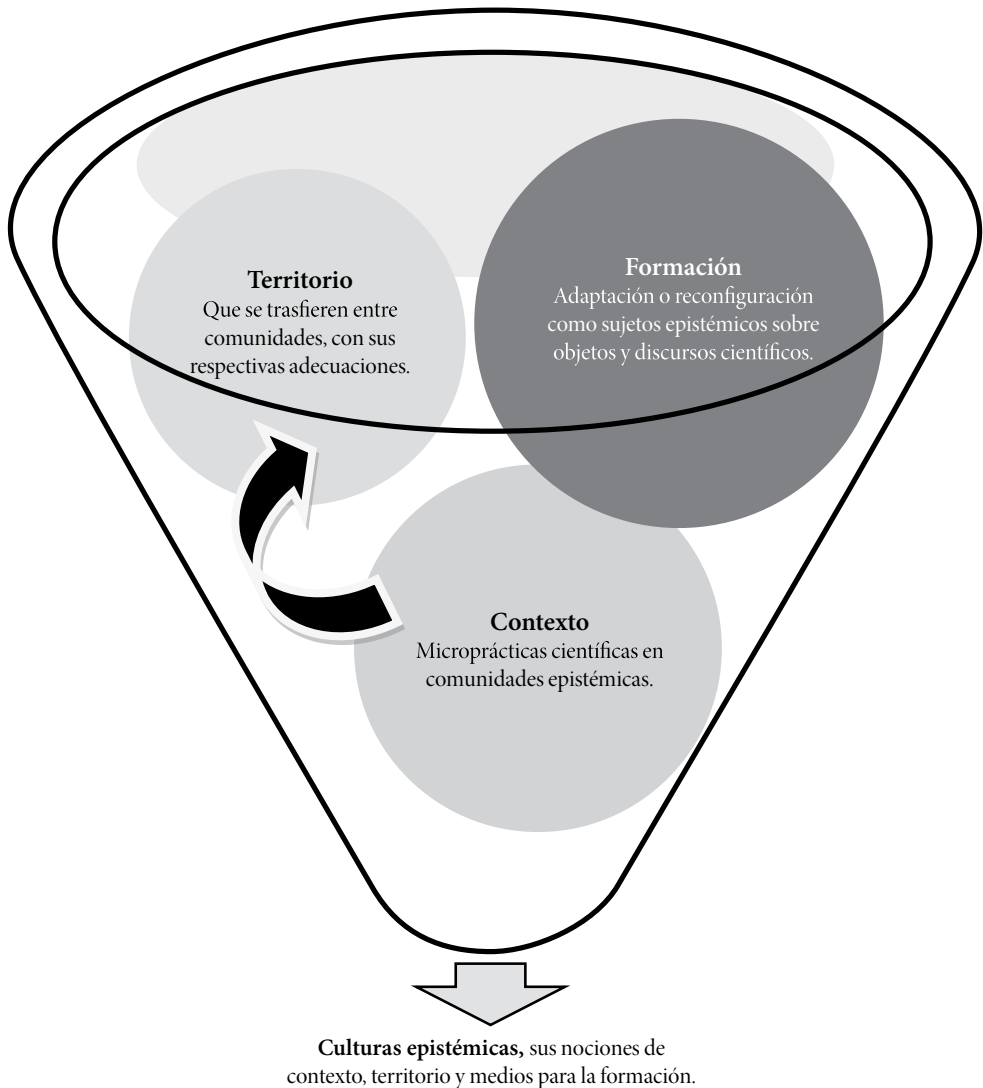 Territorio
Que se trasfieren entre
comunidades, con sus
respectivas adecuaciones.
Formación
Adaptación o reconfiguración
como sujetos epistémicos sobre
objetos y discursos científicos.
Contexto
Microprácticas científicas en
comunidades epistémicas.
Culturas epistémicas, sus nociones de
contexto, territorio y medios para la formación.